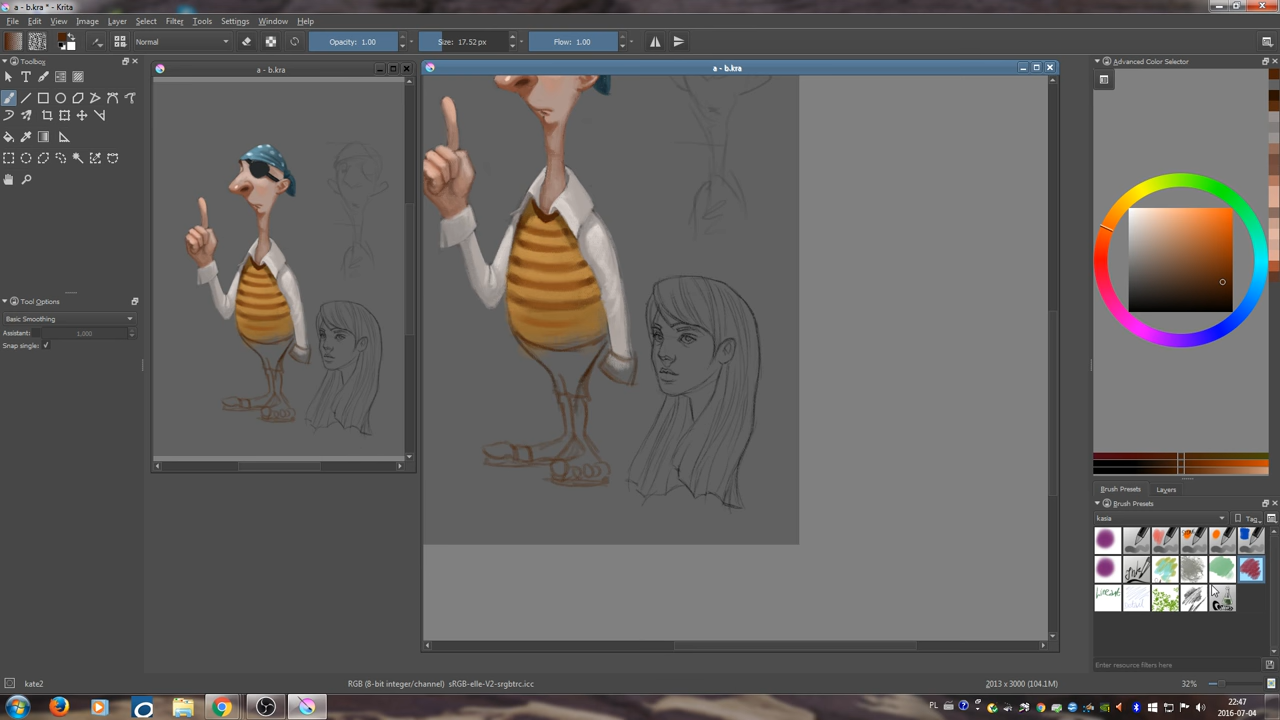 a - b.kra * - Krita
File Edit View Image Layer Select Filter Tools Settings Window Help
Normal Opacity: 1.00 Size: 17.52 px Flow: 1.00
Toolbox
a - b.kra
a - b.kra
Advanced Color Selector
Tool Options
Basic Smoothing
Assistant: 1,000
Snap single:
Brush Presets Layers
Brush Presets
kasia Tag
Enter resource filters here
kate2 RGB (8-bit integer/channel) sRGB-elle-V2-srgbtrc.icc 2013 x 3000 (104.1M) 32%
PL 22:47
2016-07-04